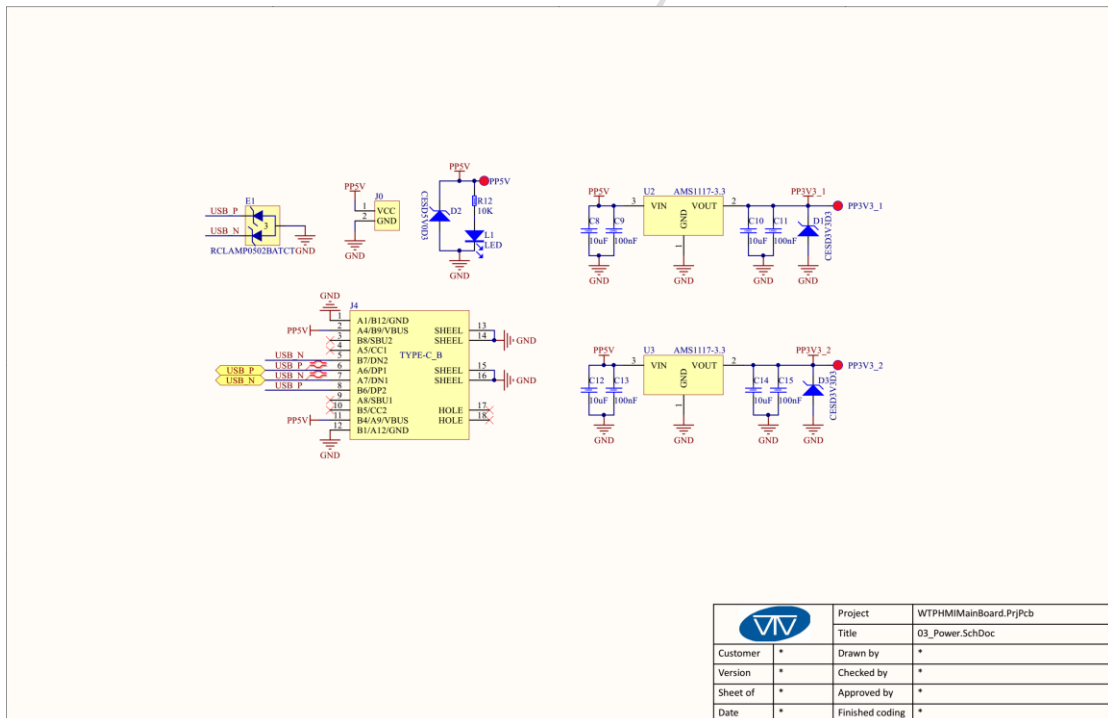 E1
USB_P
USB_N
3
RCLAMP0502BATCT
GND
PP5V
J0
1
2
VCC
GND
GND
PP5V
PP5V
CESD5V0D3
D2
R12
10K
L1
LED
GND
PP5V
U2
AMS1117-3.3
PP3V3_1
3
VIN
VOUT
2
PP3V3_1
GND
1
C8
C9
10uF
100nF
C10
C11
10uF
100nF
D1
CESD3V3D3
GND
GND
GND
GND
GND
J4
1
A1/B12/GND
PP5V
2
A4/B9/VBUS
3
B8/SBU2
4
A5/CC1
TYPE-C_B
USB_N
5
B7/DN2
USB_P
USB_P
6
A6/DP1
USB_N
USB_N
7
A7/DN1
USB_P
8
B6/DP2
9
A8/SBU1
10
B5/CC2
PP5V
11
B4/A9/VBUS
12
B1/A12/GND
GND
SHEEL
13
SHEEL
14
GND
SHEEL
15
SHEEL
16
GND
HOLE
17
HOLE
18
PP5V
U3
AMS1117-3.3
PP3V3_2
3
VIN
VOUT
2
PP3V3_2
GND
1
C12
C13
10uF
100nF
C14
C15
10uF
100nF
D3
CESD3V3D3
GND
GND
GND
GND
VTV
Project
WTPHMIMainBoard.PrjPcb
Title
03_Power.SchDoc
Customer * Drawn by *
Version * Checked by *
Sheet of * Approved by *
Date * Finished coding *